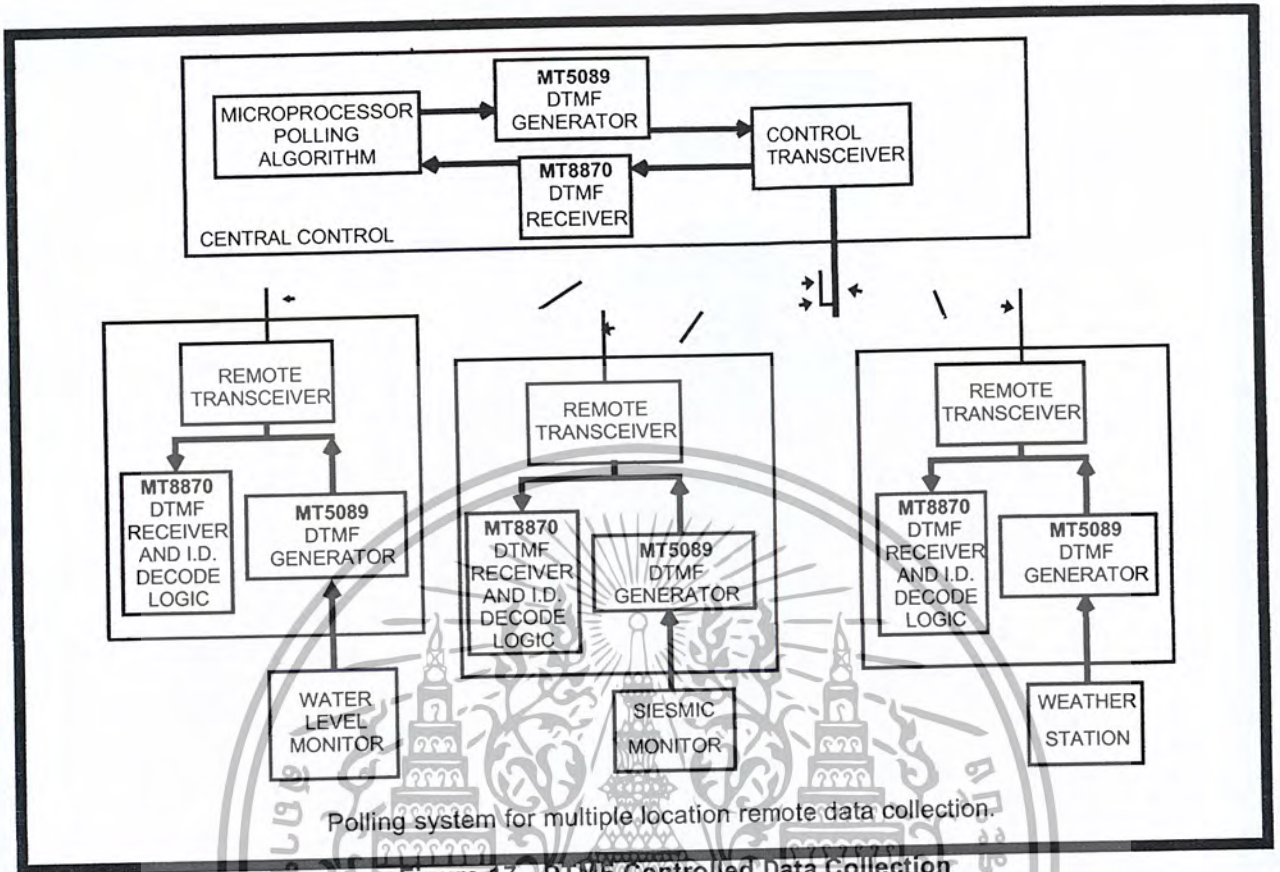 MT5089
DTMF
GENERATOR
MICROPROCESSOR
POLLING
ALGORITHM
CONTROL
TRANSCEIVER
MT8870
DTMF
RECEIVER
CENTRAL CONTROL
REMOTE
TRANSCEIVER
MT8870
DTMF
RECEIVER
AND I.D.
DECODE
LOGIC
MT5089
DTMF
GENERATOR
WATER
LEVEL
MONITOR
REMOTE
TRANSCEIVER
MT8870
DTMF
RECEIVER
AND I.D.
DECODE
LOGIC
MT5089
DTMF
GENERATOR
SIESMIC
MONITOR
REMOTE
TRANSCEIVER
MT8870
DTMF
RECEIVER
AND I.D.
DECODE
LOGIC
MT5089
DTMF
GENERATOR
WEATHER
STATION
Polling system for multiple location remote data collection.
Figure 17 DTMF Controlled Data Collection